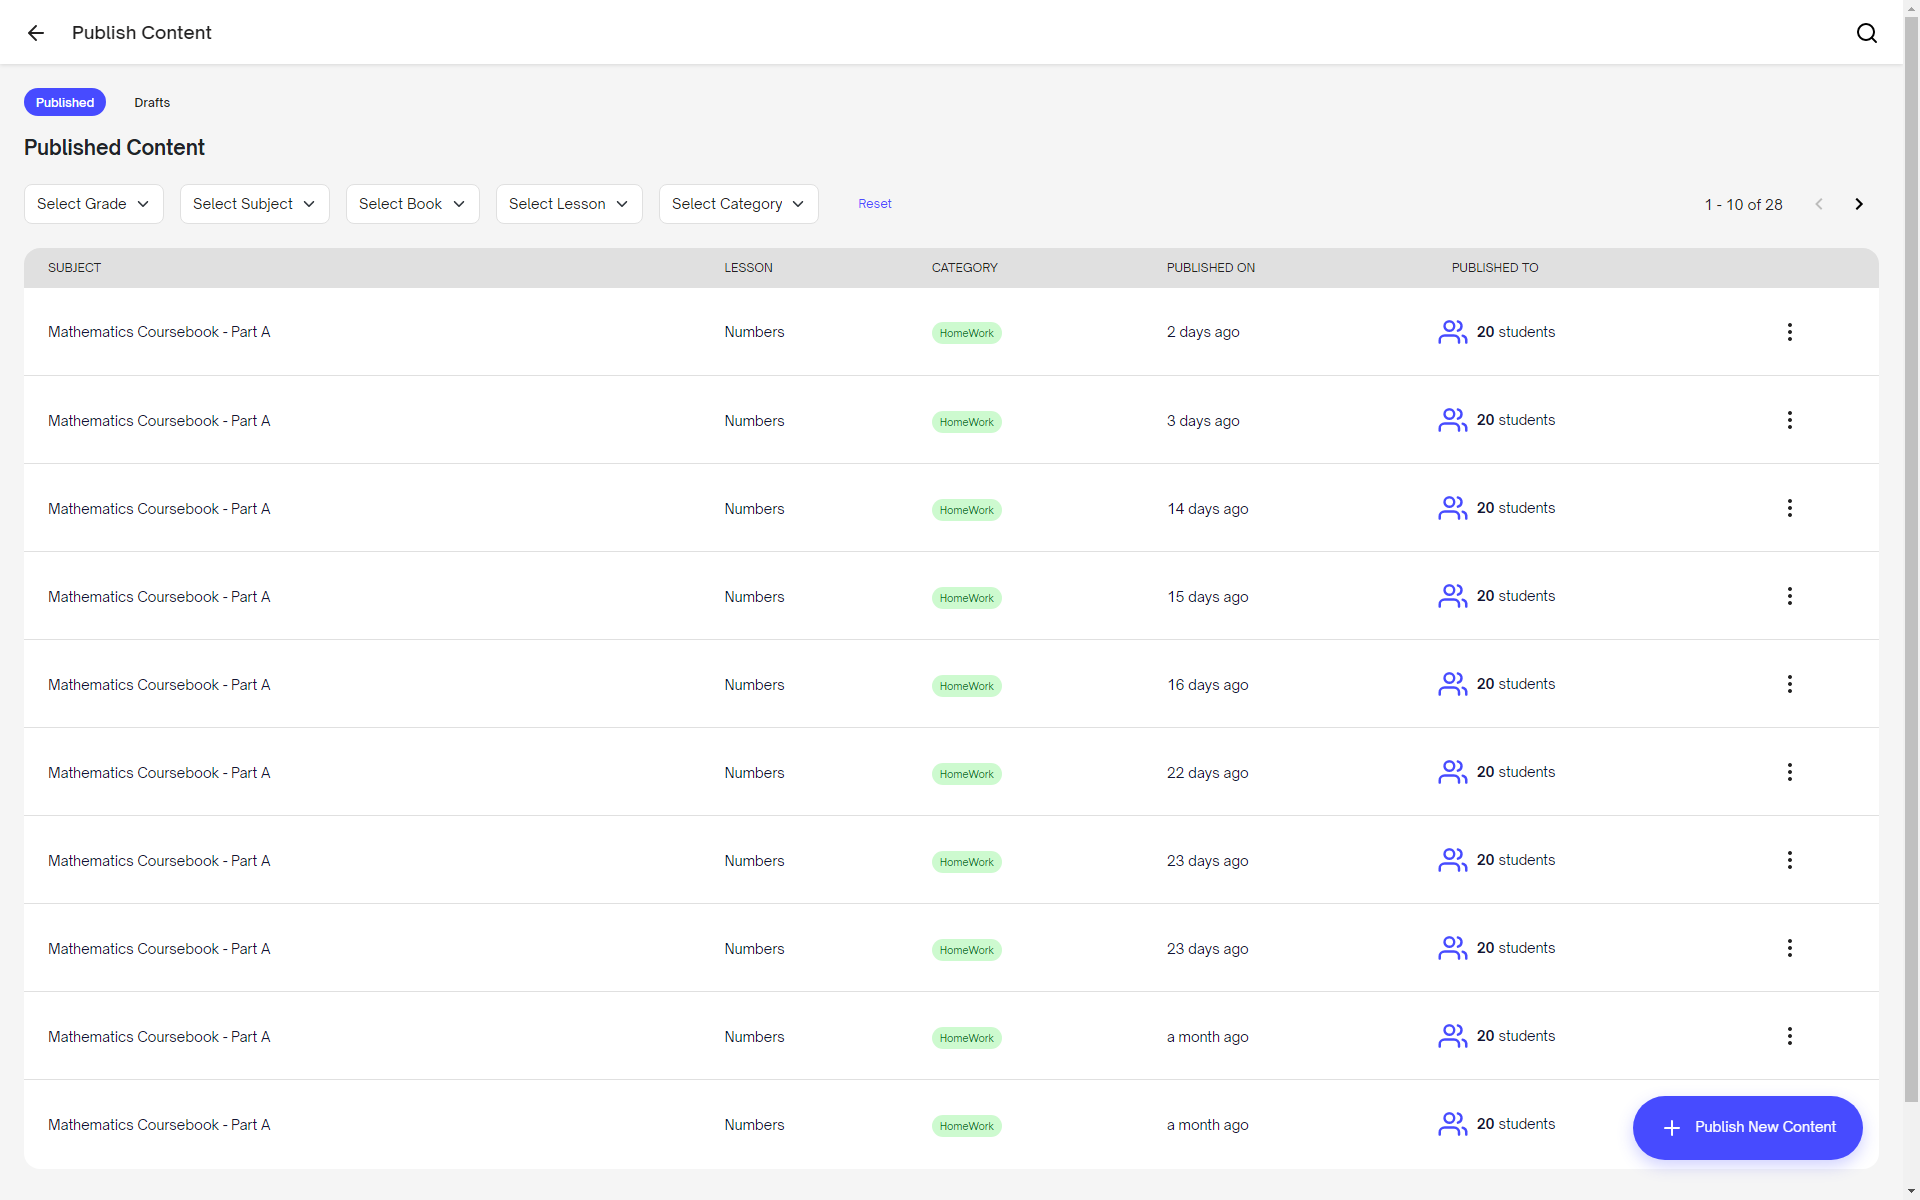 Publish Content
Published Drafts
Published Content
Select Grade Select Subject Select Book Select Lesson Select Category Reset 1 - 10 of 28
SUBJECT LESSON CATEGORY PUBLISHED ON PUBLISHED TO
Mathematics Coursebook - Part A Numbers HomeWork 2 days ago 20 students
Mathematics Coursebook - Part A Numbers HomeWork 3 days ago 20 students
Mathematics Coursebook - Part A Numbers HomeWork 14 days ago 20 students
Mathematics Coursebook - Part A Numbers HomeWork 15 days ago 20 students
Mathematics Coursebook - Part A Numbers HomeWork 16 days ago 20 students
Mathematics Coursebook - Part A Numbers HomeWork 22 days ago 20 students
Mathematics Coursebook - Part A Numbers HomeWork 23 days ago 20 students
Mathematics Coursebook - Part A Numbers HomeWork 23 days ago 20 students
Mathematics Coursebook - Part A Numbers HomeWork a month ago 20 students
Mathematics Coursebook - Part A Numbers HomeWork a month ago 20 students
Publish New Content